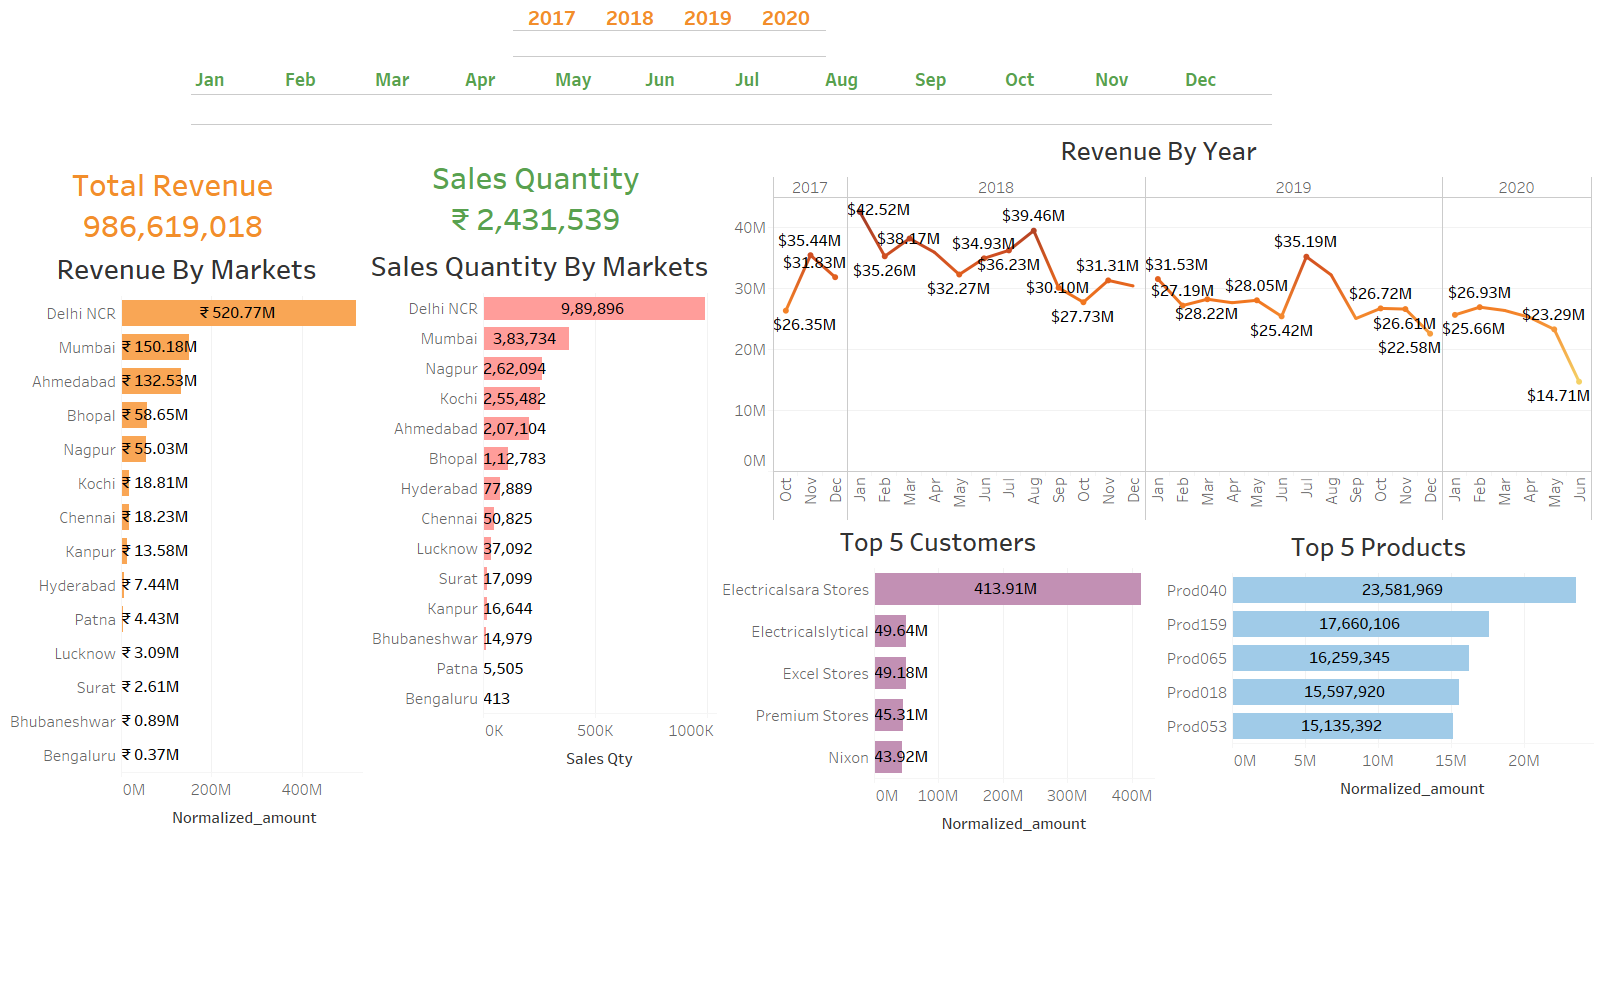 2017 2018 2019 2020
Jan Feb Mar Apr May Jun Jul Aug Sep Oct Nov Dec
Total Revenue
986,619,018
Sales Quantity
₹ 2,431,539
Revenue By Markets
Delhi NCR ₹ 520.77M
Mumbai ₹ 150.18M
Ahmedabad ₹ 132.53M
Bhopal ₹ 58.65M
Nagpur ₹ 55.03M
Kochi ₹ 18.81M
Chennai ₹ 18.23M
Kanpur ₹ 13.58M
Hyderabad ₹ 7.44M
Patna ₹ 4.43M
Lucknow ₹ 3.09M
Surat ₹ 2.61M
Bhubaneshwar ₹ 0.89M
Bengaluru ₹ 0.37M
0M 200M 400M
Normalized_amount
Sales Quantity By Markets
Delhi NCR 9,89,896
Mumbai 3,83,734
Nagpur 2,62,094
Kochi 2,55,482
Ahmedabad 2,07,104
Bhopal 1,12,783
Hyderabad 77,889
Chennai 50,825
Lucknow 37,092
Surat 17,099
Kanpur 16,644
Bhubaneshwar 14,979
Patna 5,505
Bengaluru 413
0K 500K 1000K
Sales Qty
Revenue By Year
2017 2018 2019 2020
40M
30M
20M
10M
0M
$26.35M $35.44M $31.83M
$42.52M $35.26M $38.17M $32.27M $34.93M $36.23M $39.46M $30.10M $27.73M $31.31M
$31.53M $27.19M $28.22M $28.05M $25.42M $35.19M $26.72M $26.61M $22.58M
$25.66M $26.93M $23.29M $14.71M
Oct Nov Dec Jan Feb Mar Apr May Jun Jul Aug Sep Oct Nov Dec Jan Feb Mar Apr May Jun Jul Aug Sep Oct Nov Dec Jan Feb Mar Apr May Jun
Top 5 Customers
Electricalsara Stores 413.91M
Electricalslytical 49.64M
Excel Stores 49.18M
Premium Stores 45.31M
Nixon 43.92M
0M 100M 200M 300M 400M
Normalized_amount
Top 5 Products
Prod040 23,581,969
Prod159 17,660,106
Prod065 16,259,345
Prod018 15,597,920
Prod053 15,135,392
0M 5M 10M 15M 20M
Normalized_amount